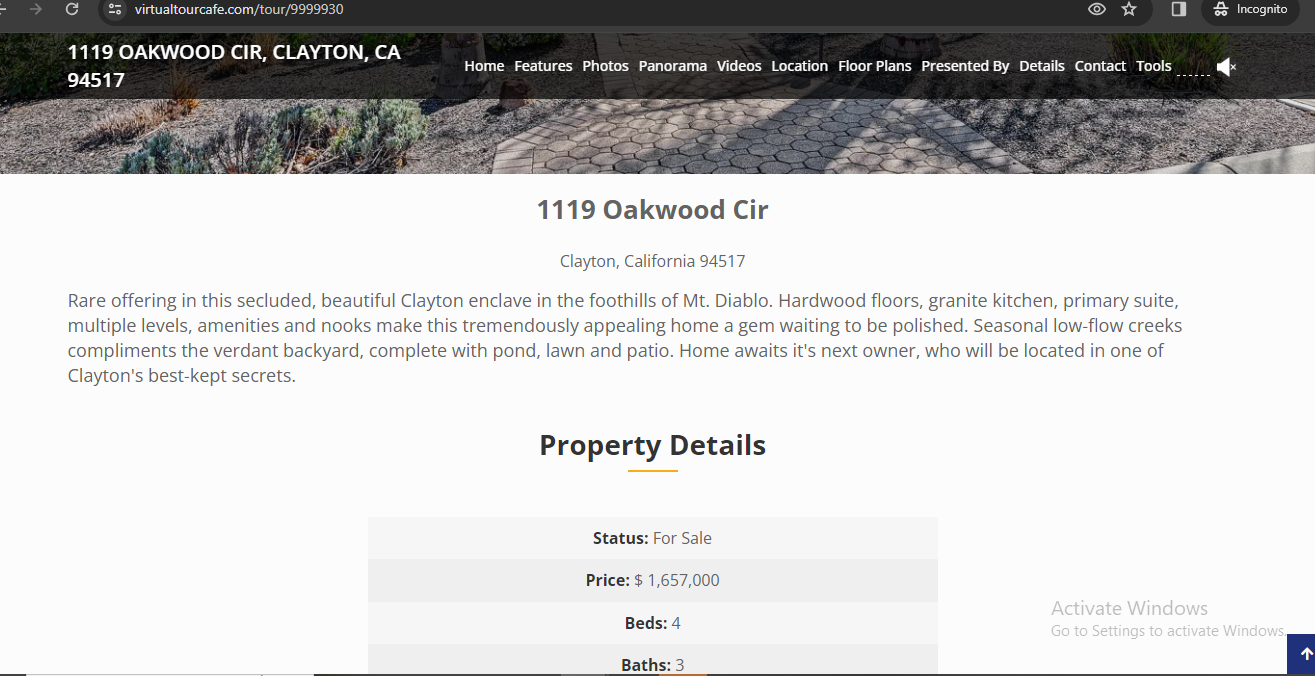 virtualtourcafe.com/tour/9999930
Incognito
1119 OAKWOOD CIR, CLAYTON, CA
94517
Home Features Photos Panorama Videos Location Floor Plans Presented By Details Contact Tools
1119 Oakwood Cir
Clayton, California 94517
Rare offering in this secluded, beautiful Clayton enclave in the foothills of Mt. Diablo. Hardwood floors, granite kitchen, primary suite,
multiple levels, amenities and nooks make this tremendously appealing home a gem waiting to be polished. Seasonal low-flow creeks
compliments the verdant backyard, complete with pond, lawn and patio. Home awaits it's next owner, who will be located in one of
Clayton's best-kept secrets.
Property Details
Status: For Sale
Price: $ 1,657,000
Beds: 4
Baths: 3
Activate Windows
Go to Settings to activate Windows.